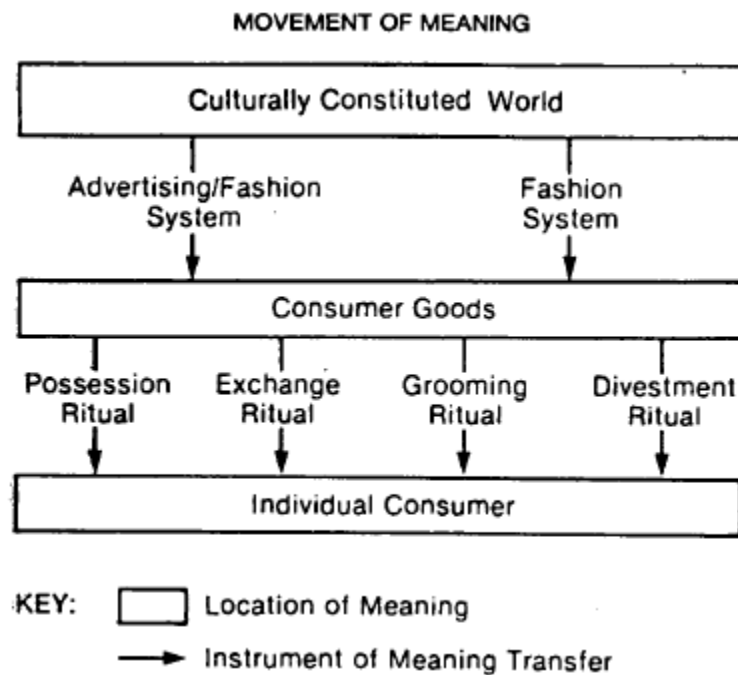 MOVEMENT OF MEANING
Culturally Constituted World
Advertising/Fashion
System
Fashion
System
Consumer Goods
Possession
Ritual
Exchange
Ritual
Grooming
Ritual
Divestment
Ritual
Individual Consumer
KEY:
Location of Meaning
Instrument of Meaning Transfer